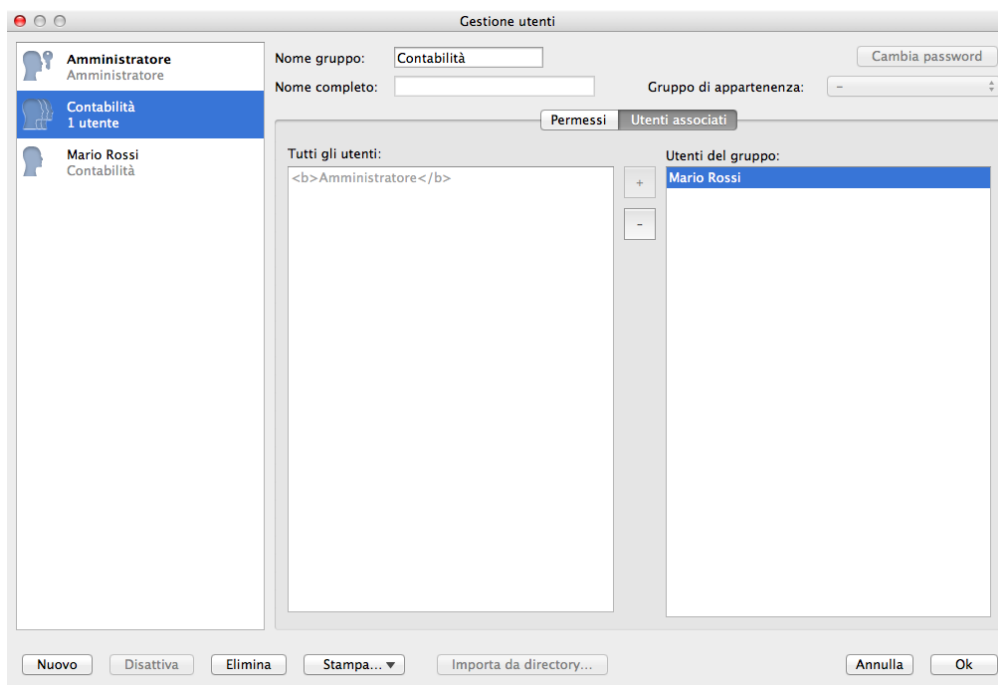 Gestione utenti
Amministratore
Amministratore
Contabilità
1 utente
Mario Rossi
Contabilità
Nome gruppo: Contabilità Cambia password
Nome completo: Gruppo di appartenenza: -
Permessi Utenti associati
Tutti gli utenti:
<b>Amministratore</b>
+
-
Utenti del gruppo:
Mario Rossi
Nuovo Disattiva Elimina Stampa... Importa da directory... Annulla Ok